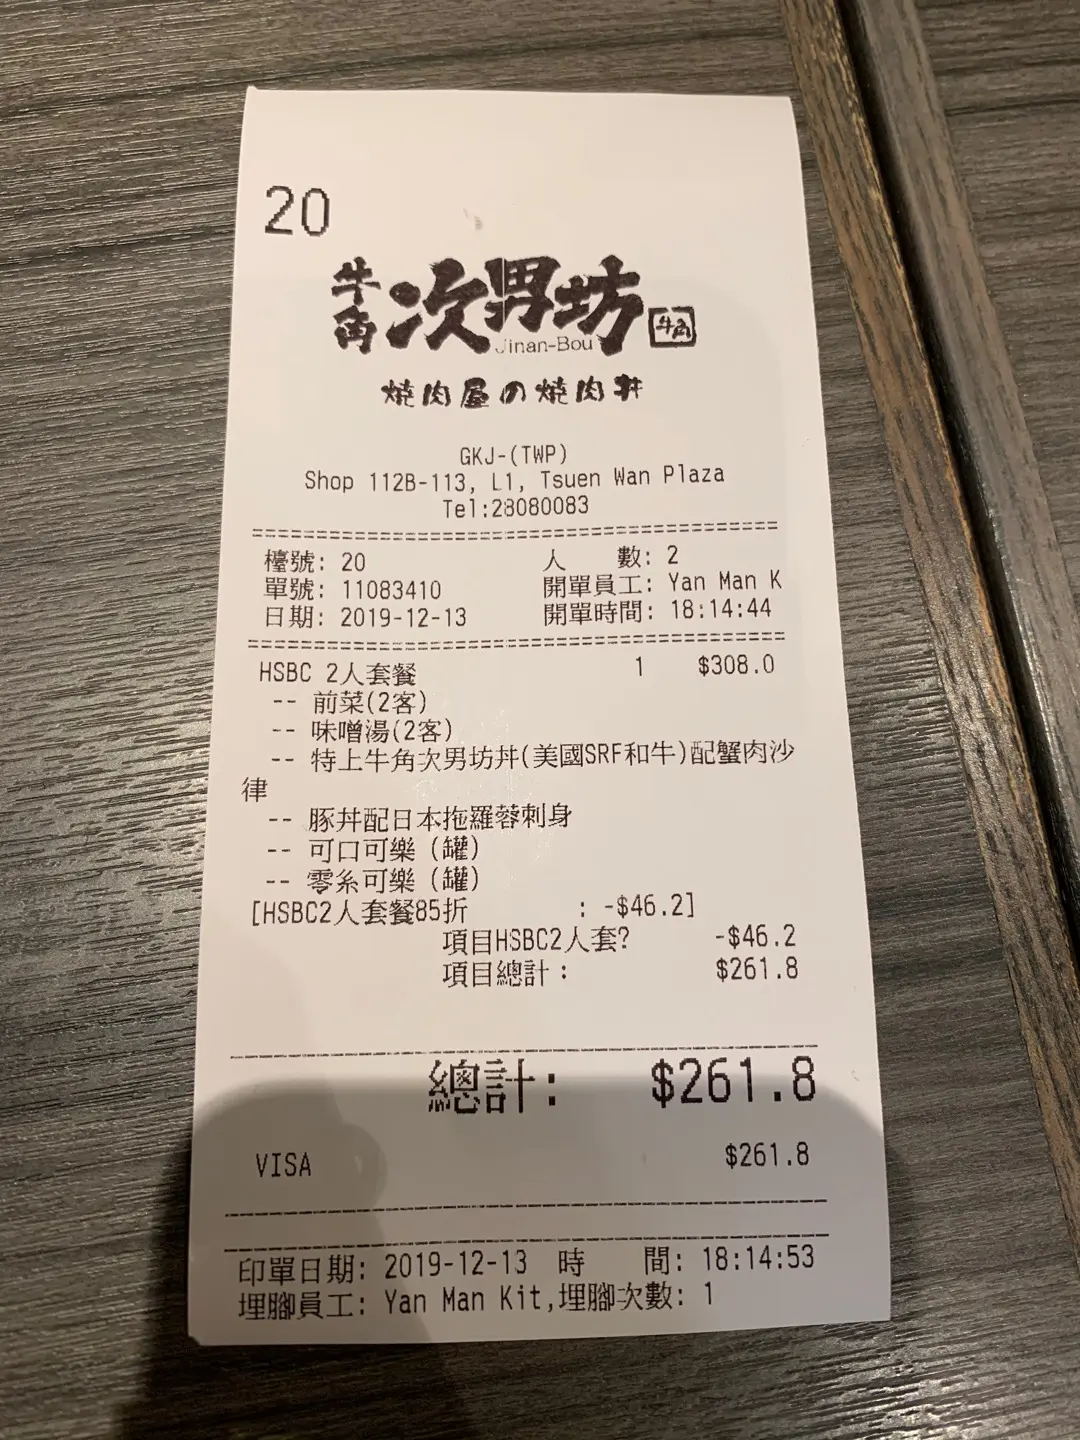 20
牛角 次男坊 牛角
Jinan-Bou
焼肉屋の焼肉丼
GKJ-(TWP)
Shop 112B-113, L1, Tsuen Wan Plaza
Tel:28080083
檯號: 20 人 數: 2
單號: 11083410 開單員工: Yan Man K
日期: 2019-12-13 開單時間: 18:14:44
HSBC 2人套餐 1 $308.0
-- 前菜(2客)
-- 味噌湯(2客)
-- 特上牛角次男坊丼(美國SRF和牛)配蟹肉沙
律
-- 豚丼配日本拖羅蓉刺身
-- 可口可樂 (罐)
-- 零系可樂 (罐)
[HSBC2人套餐85折 : -$46.2]
項目HSBC2人套? -$46.2
項目總計: $261.8
總計: $261.8
VISA $261.8
印單日期: 2019-12-13 時 間: 18:14:53
埋腳員工: Yan Man Kit,埋腳次數: 1